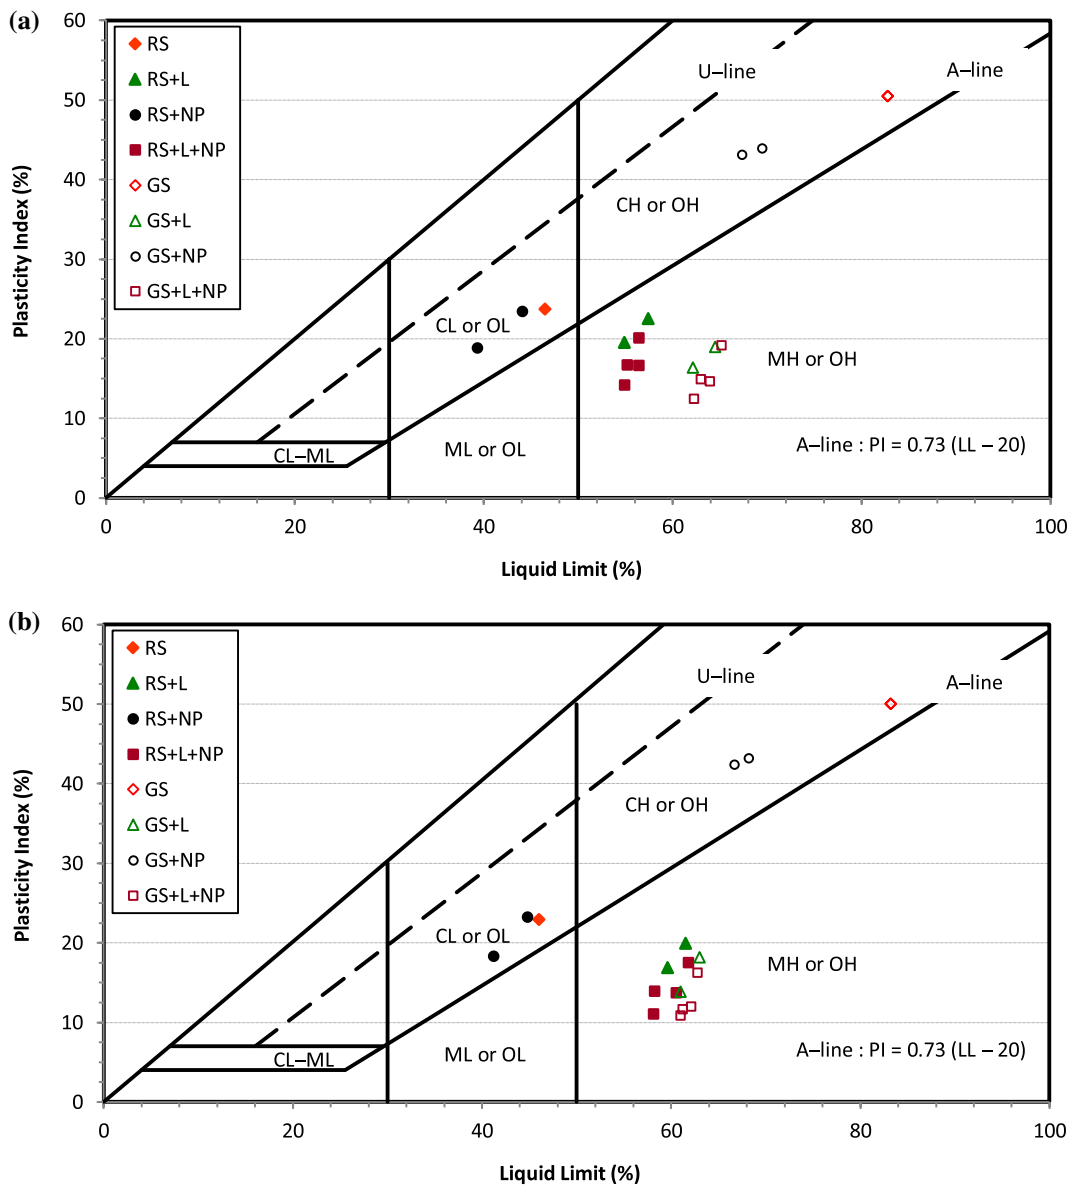 (a)
60
50
40
30
20
10
0
Plasticity Index (%)
RS
RS+L
RS+NP
RS+L+NP
GS
GS+L
GS+NP
GS+L+NP
U–line
A–line
CH or OH
CL or OL
MH or OH
ML or OL
CL–ML
A–line : PI = 0.73 (LL – 20)
0 20 40 60 80 100
Liquid Limit (%)
(b)
60
50
40
30
20
10
0
Plasticity Index (%)
RS
RS+L
RS+NP
RS+L+NP
GS
GS+L
GS+NP
GS+L+NP
U–line
A–line
CH or OH
CL or OL
MH or OH
ML or OL
CL–ML
A–line : PI = 0.73 (LL – 20)
0 20 40 60 80 100
Liquid Limit (%)